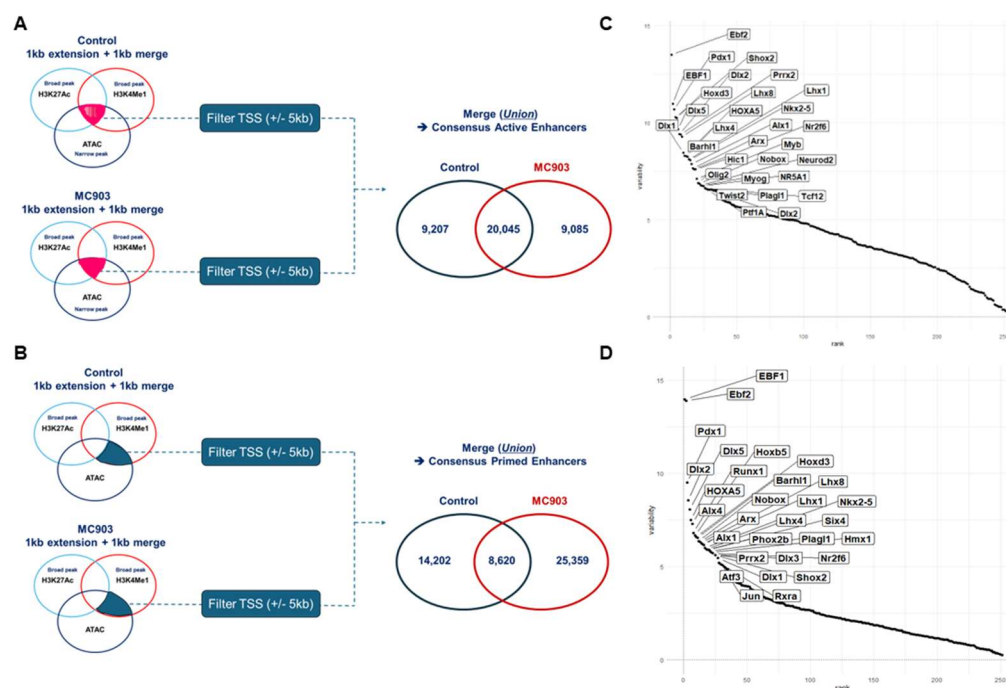 A
Control
1kb extension + 1kb merge
Broad peak
H3K27Ac
Broad peak
H3K4Me1
ATAC
Narrow peak
Filter TSS (+/- 5kb)
MC903
1kb extension + 1kb merge
Broad peak
H3K27Ac
Broad peak
H3K4Me1
ATAC
Narrow peak
Filter TSS (+/- 5kb)
Merge (Union)
→ Consensus Active Enhancers
Control
MC903
9,207
20,045
9,085
B
Control
1kb extension + 1kb merge
Broad peak
H3K27Ac
Broad peak
H3K4Me1
ATAC
Filter TSS (+/- 5kb)
MC903
1kb extension + 1kb merge
Broad peak
H3K27Ac
Broad peak
H3K4Me1
ATAC
Filter TSS (+/- 5kb)
Merge (Union)
→ Consensus Primed Enhancers
Control
MC903
14,202
8,620
25,359
C
15
10
5
0
variability
Ebf2
Pdx1
Shox2
EBF1
Dlx2
Prrx2
Hoxd3
Lhx8
Lhx1
Dlx5
HOXA5
Nkx2-5
Dlx1
Lhx4
Alx1
Nr2f6
Barhl1
Arx
Myb
Hic1
Nobox
Neurod2
Olig2
Myog
NR5A1
Twist2
Plagl1
Tcf12
Ptf1A
Dlx2
0
50
100
150
200
250
rank
D
15
10
5
0
variability
EBF1
Ebf2
Pdx1
Dlx5
Hoxb5
Dlx2
Runx1
Hoxd3
Barhl1
HOXA5
Nobox
Lhx8
Alx4
Arx
Lhx1
Nkx2-5
Lhx4
Six4
Alx1
Phox2b
Plagl1
Hmx1
Prrx2
Dlx3
Nr2f6
Atf3
Dlx1
Shox2
Jun
Rxra
0
50
100
150
200
250
rank